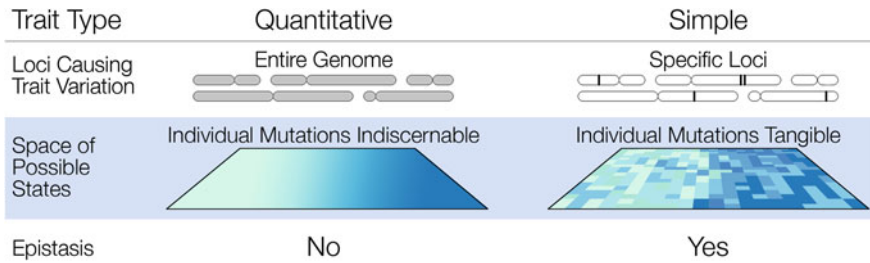 Trait Type
Quantitative
Simple
Loci Causing
Trait Variation
Entire Genome
Specific Loci
Space of
Possible
States
Individual Mutations Indiscernable
Individual Mutations Tangible
Epistasis
No
Yes